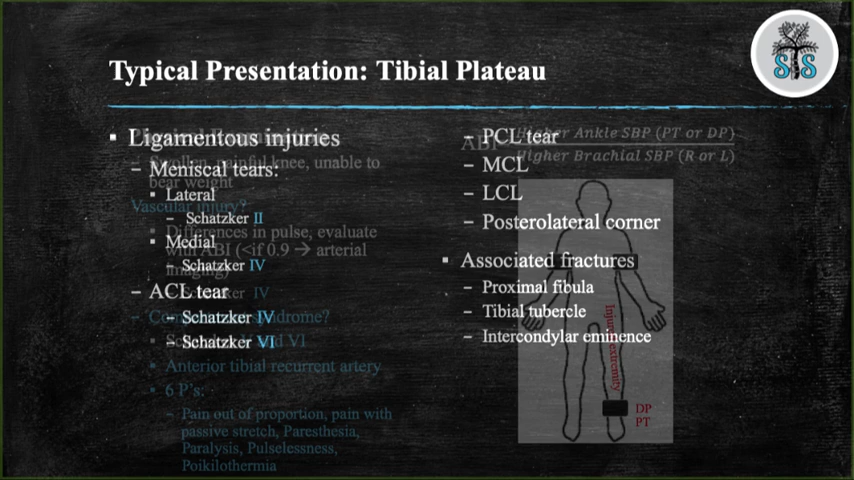 Typical Presentation: Tibial Plateau
STS
▪ Ligamentous injuries
– Meniscal tears:
▪ Lateral
– Schatzker II
▪ Medial
– Schatzker IV
– ACL tear
– Schatzker IV
– Schatzker VI
– PCL tear
– MCL
– LCL
– Posterolateral corner
▪ Associated fractures
– Proximal fibula
– Tibial tubercle
– Intercondylar eminence
swollen, painful knee, unable to
bear weight
Vascular injury?
▪ Differences in pulse, evaluate
with ABI (<if 0.9 → arterial
imaging)
IV
and VI
▪ Anterior tibial recurrent artery
▪ 6 P's:
– Pain out of proportion, pain with
passive stretch, Paresthesia,
Paralysis, Pulselessness,
Poikilothermia
Higher Ankle SBP (PT or DP)
Higher Brachial SBP (R or L)
Injured extremity
DP
PT